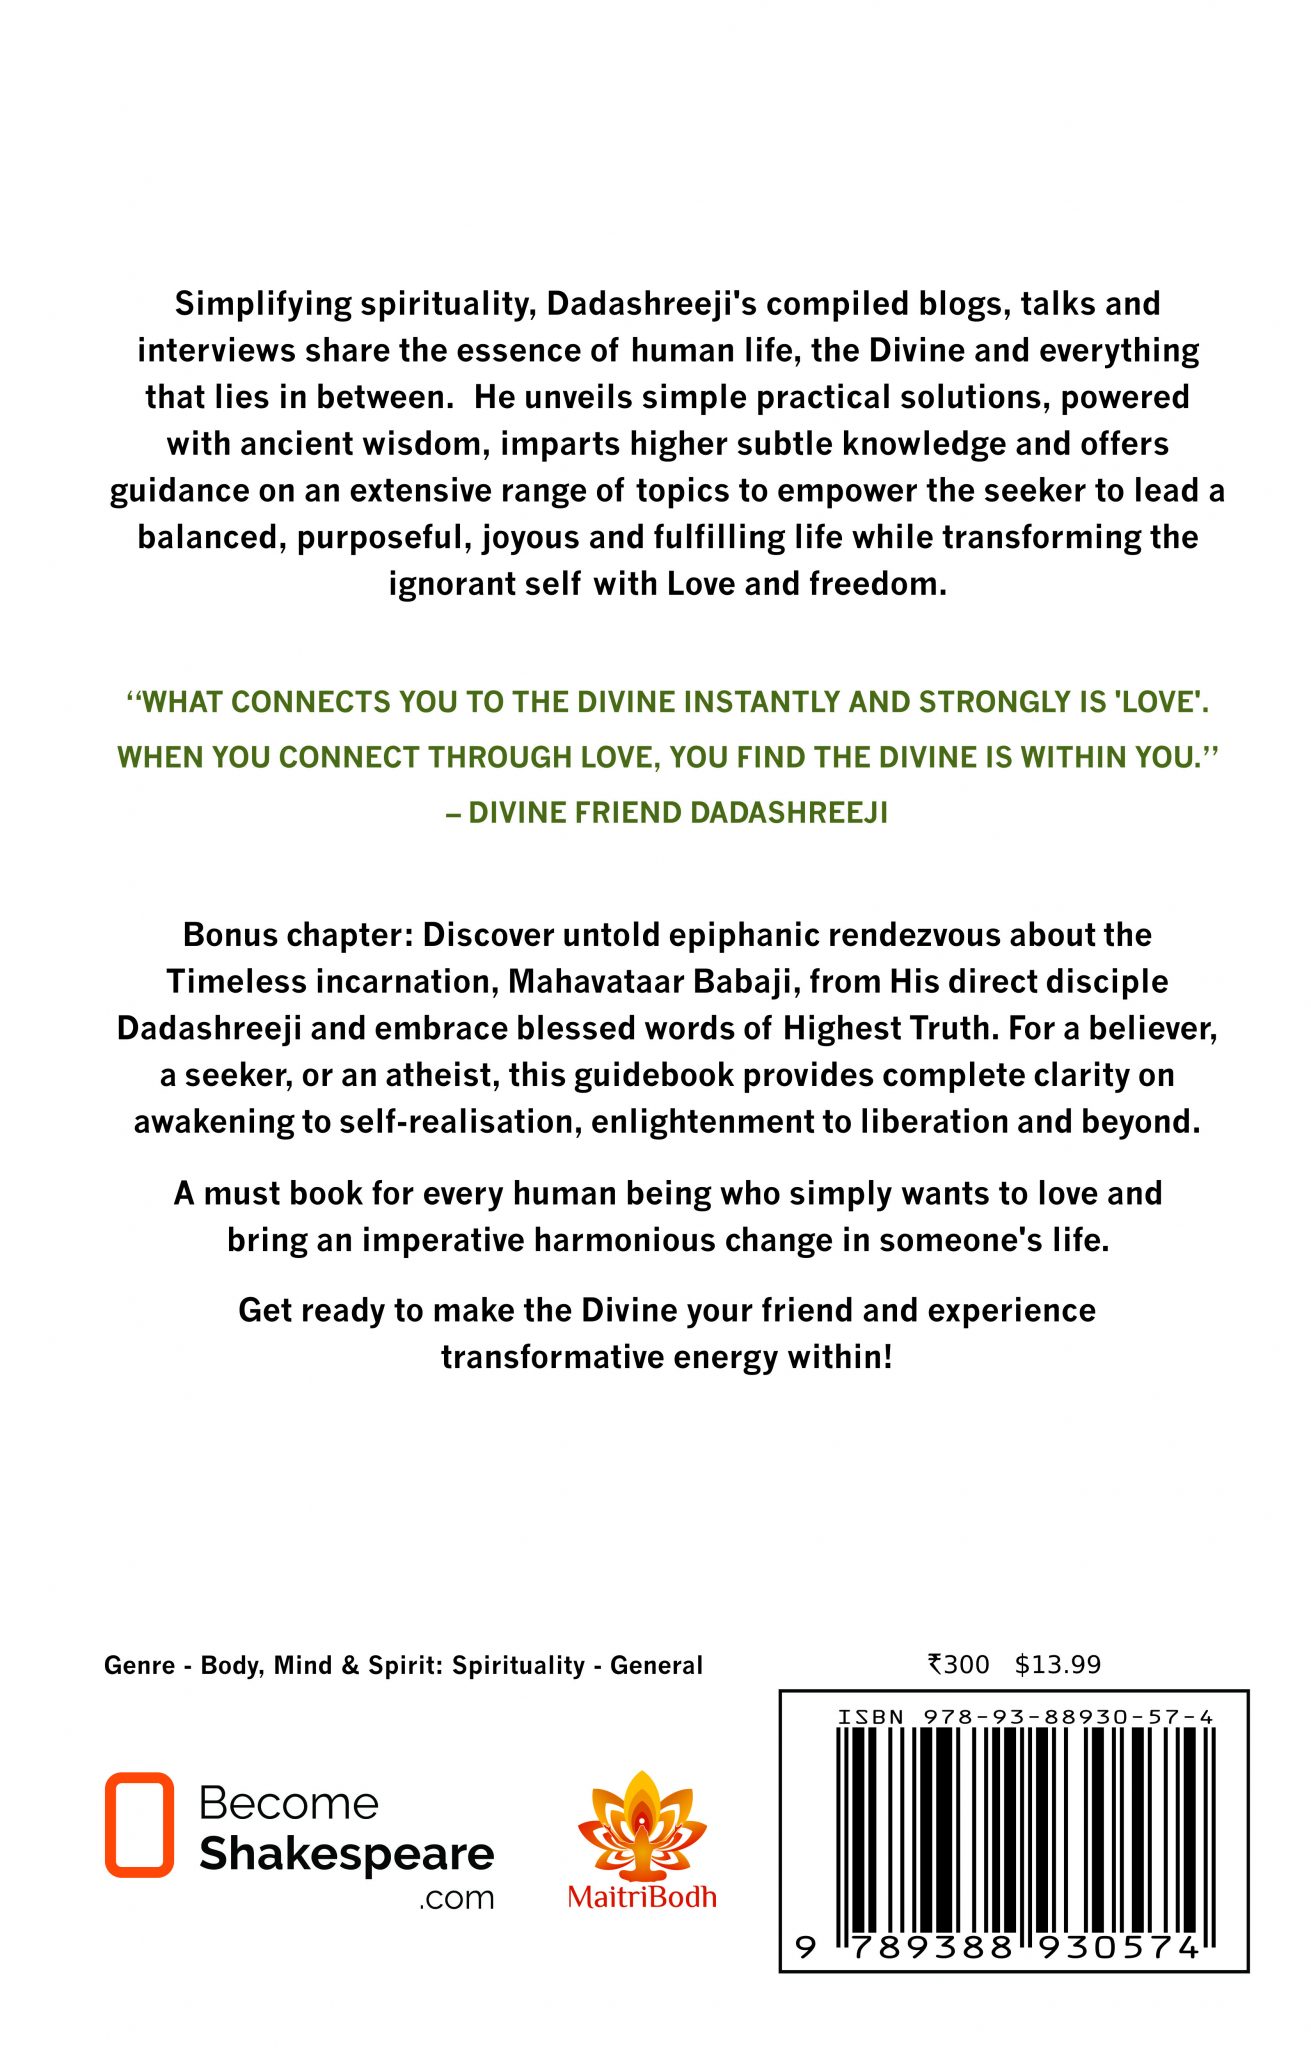 Simplifying spirituality, Dadashreeji's compiled blogs, talks and
interviews share the essence of human life, the Divine and everything
that lies in between.  He unveils simple practical solutions, powered
with ancient wisdom, imparts higher subtle knowledge and offers
guidance on an extensive range of topics to empower the seeker to lead a
balanced, purposeful, joyous and fulfilling life while transforming the
ignorant self with Love and freedom.
‘‘WHAT CONNECTS YOU TO THE DIVINE INSTANTLY AND STRONGLY IS 'LOVE'.
WHEN YOU CONNECT THROUGH LOVE, YOU FIND THE DIVINE IS WITHIN YOU.’’
– DIVINE FRIEND DADASHREEJI
Bonus chapter: Discover untold epiphanic rendezvous about the
Timeless incarnation, Mahavataar Babaji, from His direct disciple
Dadashreeji and embrace blessed words of Highest Truth. For a believer,
a seeker, or an atheist, this guidebook provides complete clarity on
awakening to self-realisation, enlightenment to liberation and beyond.
A must book for every human being who simply wants to love and
bring an imperative harmonious change in someone's life.
Get ready to make the Divine your friend and experience
transformative energy within!
Genre - Body, Mind & Spirit: Spirituality - General
₹300 $13.99
ISBN 978-93-88930-57-4
Become
Shakespeare
.com
MaitriBodh
9 789388 930574